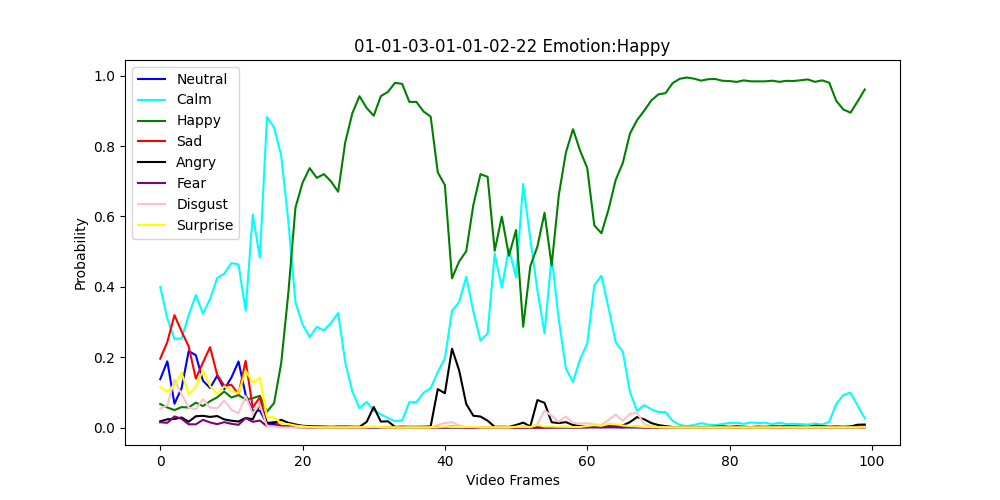 01-01-03-01-01-02-22 Emotion:Happy
1.0
0.8
0.6
0.4
0.2
0.0
Probability
Neutral
Calm
Happy
Sad
Angry
Fear
Disgust
Surprise
0
20
40
60
80
100
Video Frames